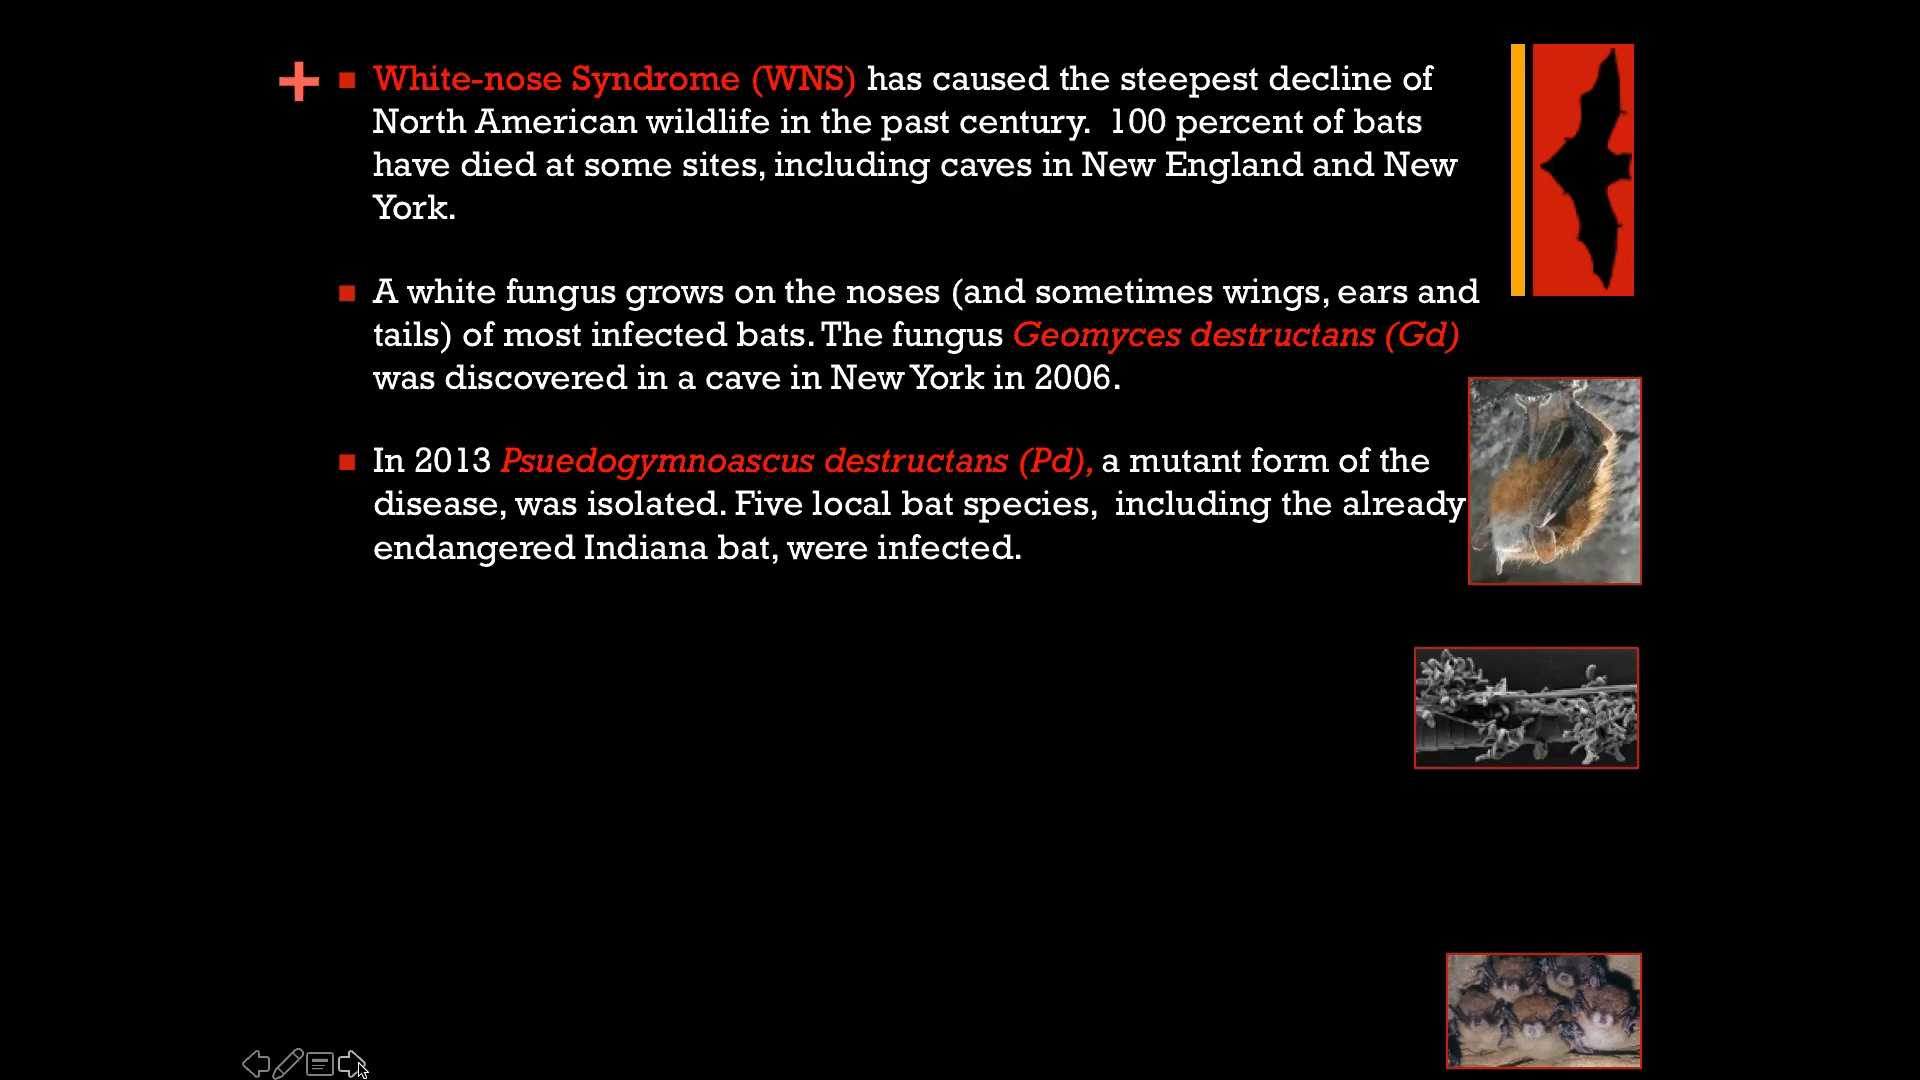 White-nose Syndrome (WNS) has caused the steepest decline of
North American wildlife in the past century.  100 percent of bats
have died at some sites, including caves in New England and New
York.
A white fungus grows on the noses (and sometimes wings, ears and
tails) of most infected bats. The fungus Geomyces destructans (Gd)
was discovered in a cave in New York in 2006.
In 2013 Psuedogymnoascus destructans (Pd), a mutant form of the
disease, was isolated. Five local bat species,  including the already
endangered Indiana bat, were infected.